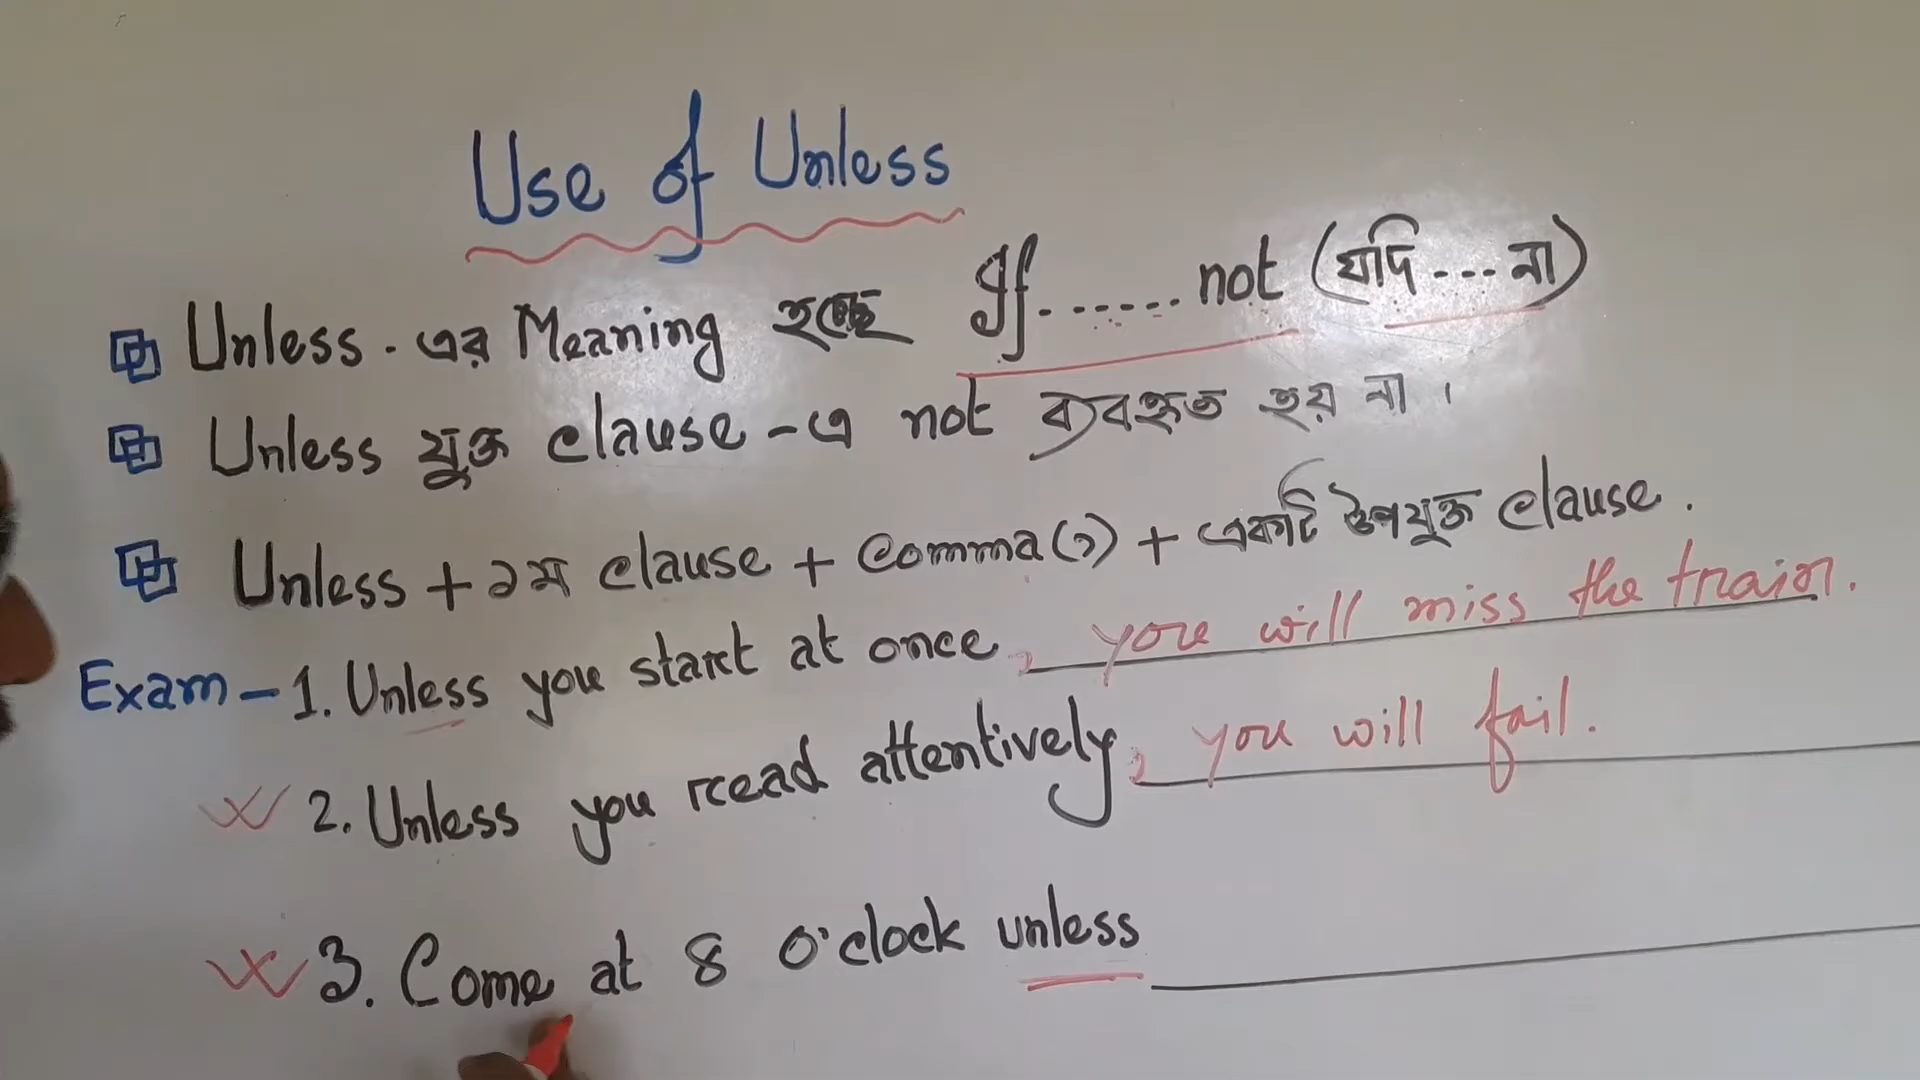 Use of Unless
Unless - এর Meaning হচ্ছে If....... not (যদি --- না)
Unless যুক্ত clause - এ not ব্যবহৃত হয় না ।
Unless + ১ম clause + Comma (,) + একটি উপযুক্ত clause.
Exam - 1. Unless you start at once, you will miss the train.
2. Unless you read attentively, you will fail.
3. Come at 8 O'clock unless